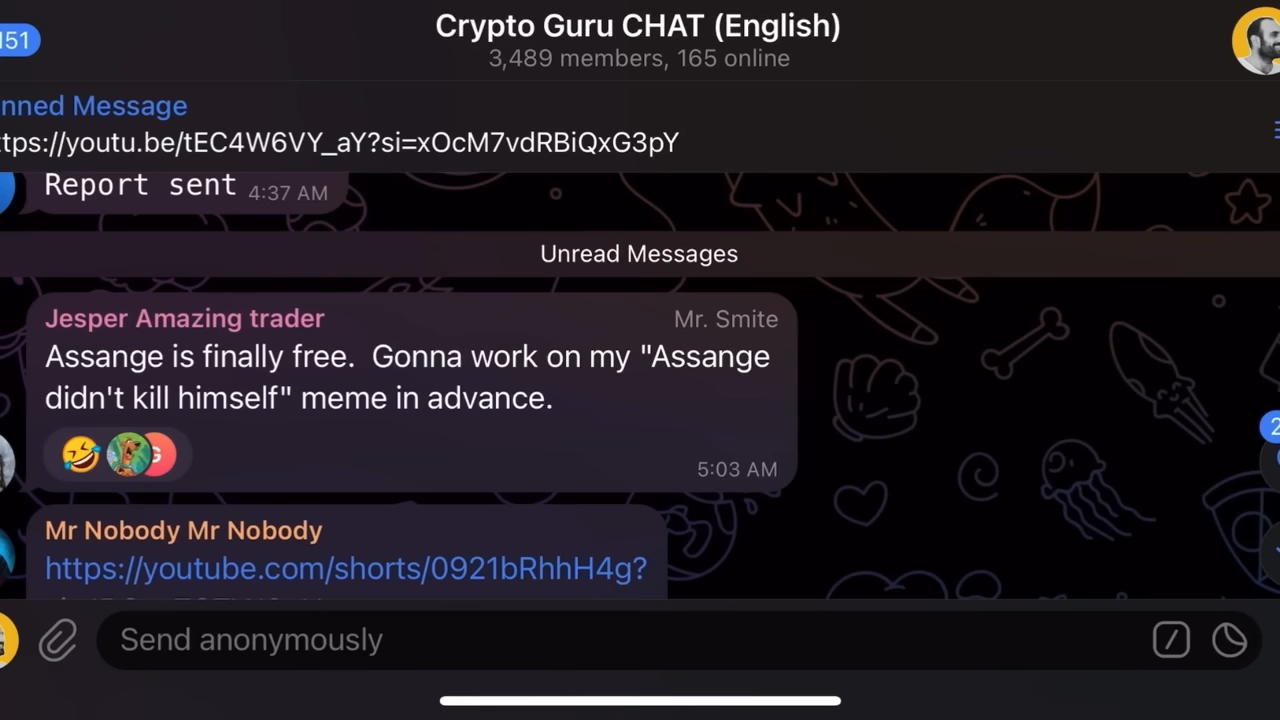 151
Crypto Guru CHAT (English)
3,489 members, 165 online
nned Message
ttps://youtu.be/tEC4W6VY_aY?si=xOcM7vdRBiQxG3pY
Report sent 4:37 AM
Unread Messages
Jesper Amazing trader Mr. Smite
Assange is finally free. Gonna work on my "Assange
didn't kill himself" meme in advance.
G
5:03 AM
2
Mr Nobody Mr Nobody
https://youtube.com/shorts/0921bRhhH4g?
Send anonymously